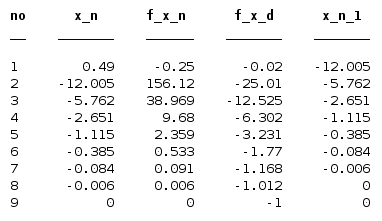 no x_n f_x_n f_x_d x_n_1
1 0.49 -0.25 -0.02 -12.005
2 -12.005 156.12 -25.01 -5.762
3 -5.762 38.969 -12.525 -2.651
4 -2.651 9.68 -6.302 -1.115
5 -1.115 2.359 -3.231 -0.385
6 -0.385 0.533 -1.77 -0.084
7 -0.084 0.091 -1.168 -0.006
8 -0.006 0.006 -1.012 0
9 0 0 -1 0